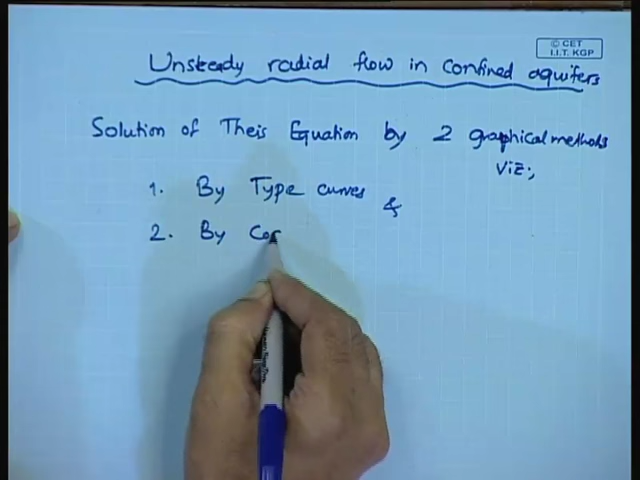 © CET
I.I.T. KGP
Unsteady radial flow in confined aquifers
Solution of Theis Equation by 2 graphical methods
viz;,
1. By Type curves &
2. By Co